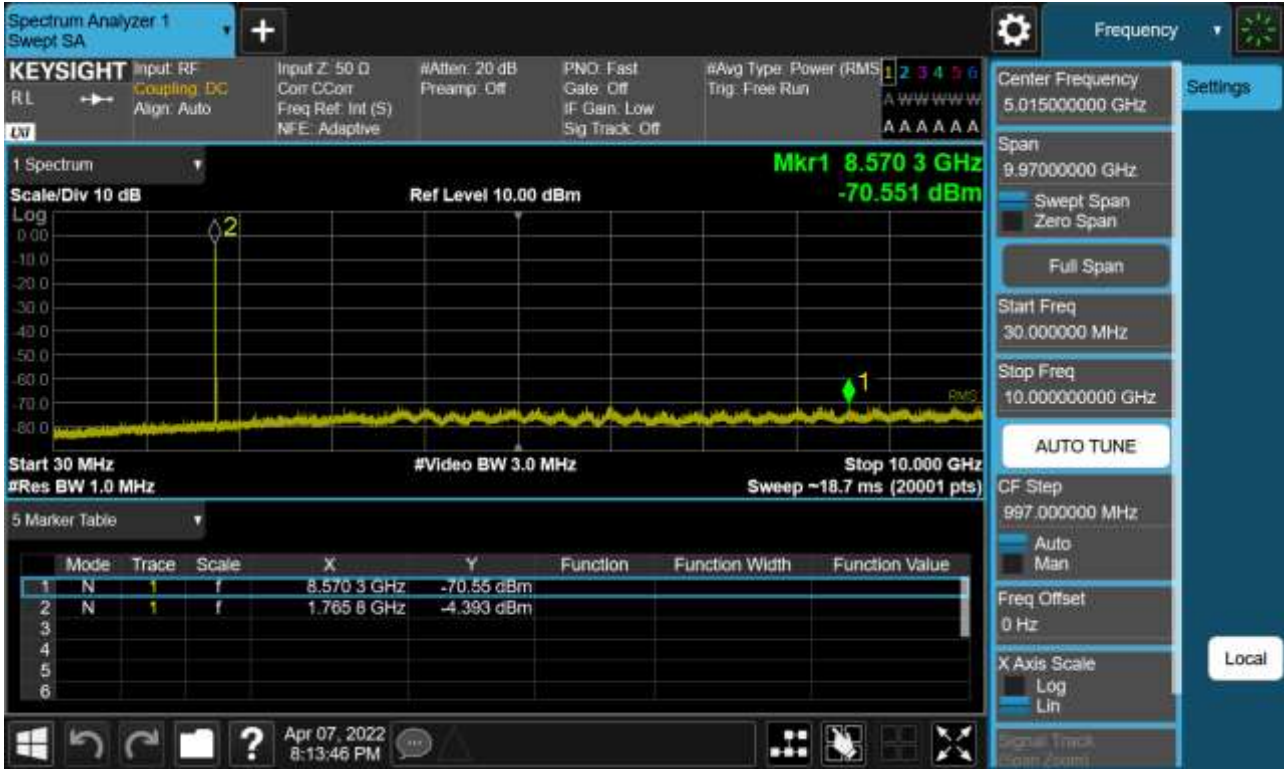 Spectrum Analyzer 1
Swept SA
Frequency
KEYSIGHT
RL
LXI
Input: RF
Coupling: DC
Align: Auto
Input Z: 50 Ω
Corr CCorr
Freq Ref: Int (S)
NFE: Adaptive
#Atten: 20 dB
Preamp: Off
PNO: Fast
Gate: Off
IF Gain: Low
Sig Track: Off
#Avg Type: Power (RMS
Trig: Free Run
1 2 3 4 5 6
A W W W W W
A A A A A A
1 Spectrum
Scale/Div 10 dB
Ref Level 10.00 dBm
Mkr1 8.570 3 GHz
-70.551 dBm
Log
0.00
-10.0
-20.0
-30.0
-40.0
-50.0
-60.0
-70.0
-80.0
2
1
RMS
Start 30 MHz
#Video BW 3.0 MHz
Stop 10.000 GHz
#Res BW 1.0 MHz
Sweep ~18.7 ms (20001 pts)
5 Marker Table
Mode Trace Scale X Y Function Function Width Function Value
1 N 1 f 8.570 3 GHz -70.55 dBm
2 N 1 f 1.765 8 GHz -4.393 dBm
3
4
5
6
Apr 07, 2022
8:13:46 PM
Center Frequency
5.015000000 GHz
Span
9.97000000 GHz
Swept Span
Zero Span
Full Span
Start Freq
30.000000 MHz
Stop Freq
10.000000000 GHz
AUTO TUNE
CF Step
997.000000 MHz
Auto
Man
Freq Offset
0 Hz
X Axis Scale
Log
Lin
Signal Track
(Span Zoom)
Settings
Local